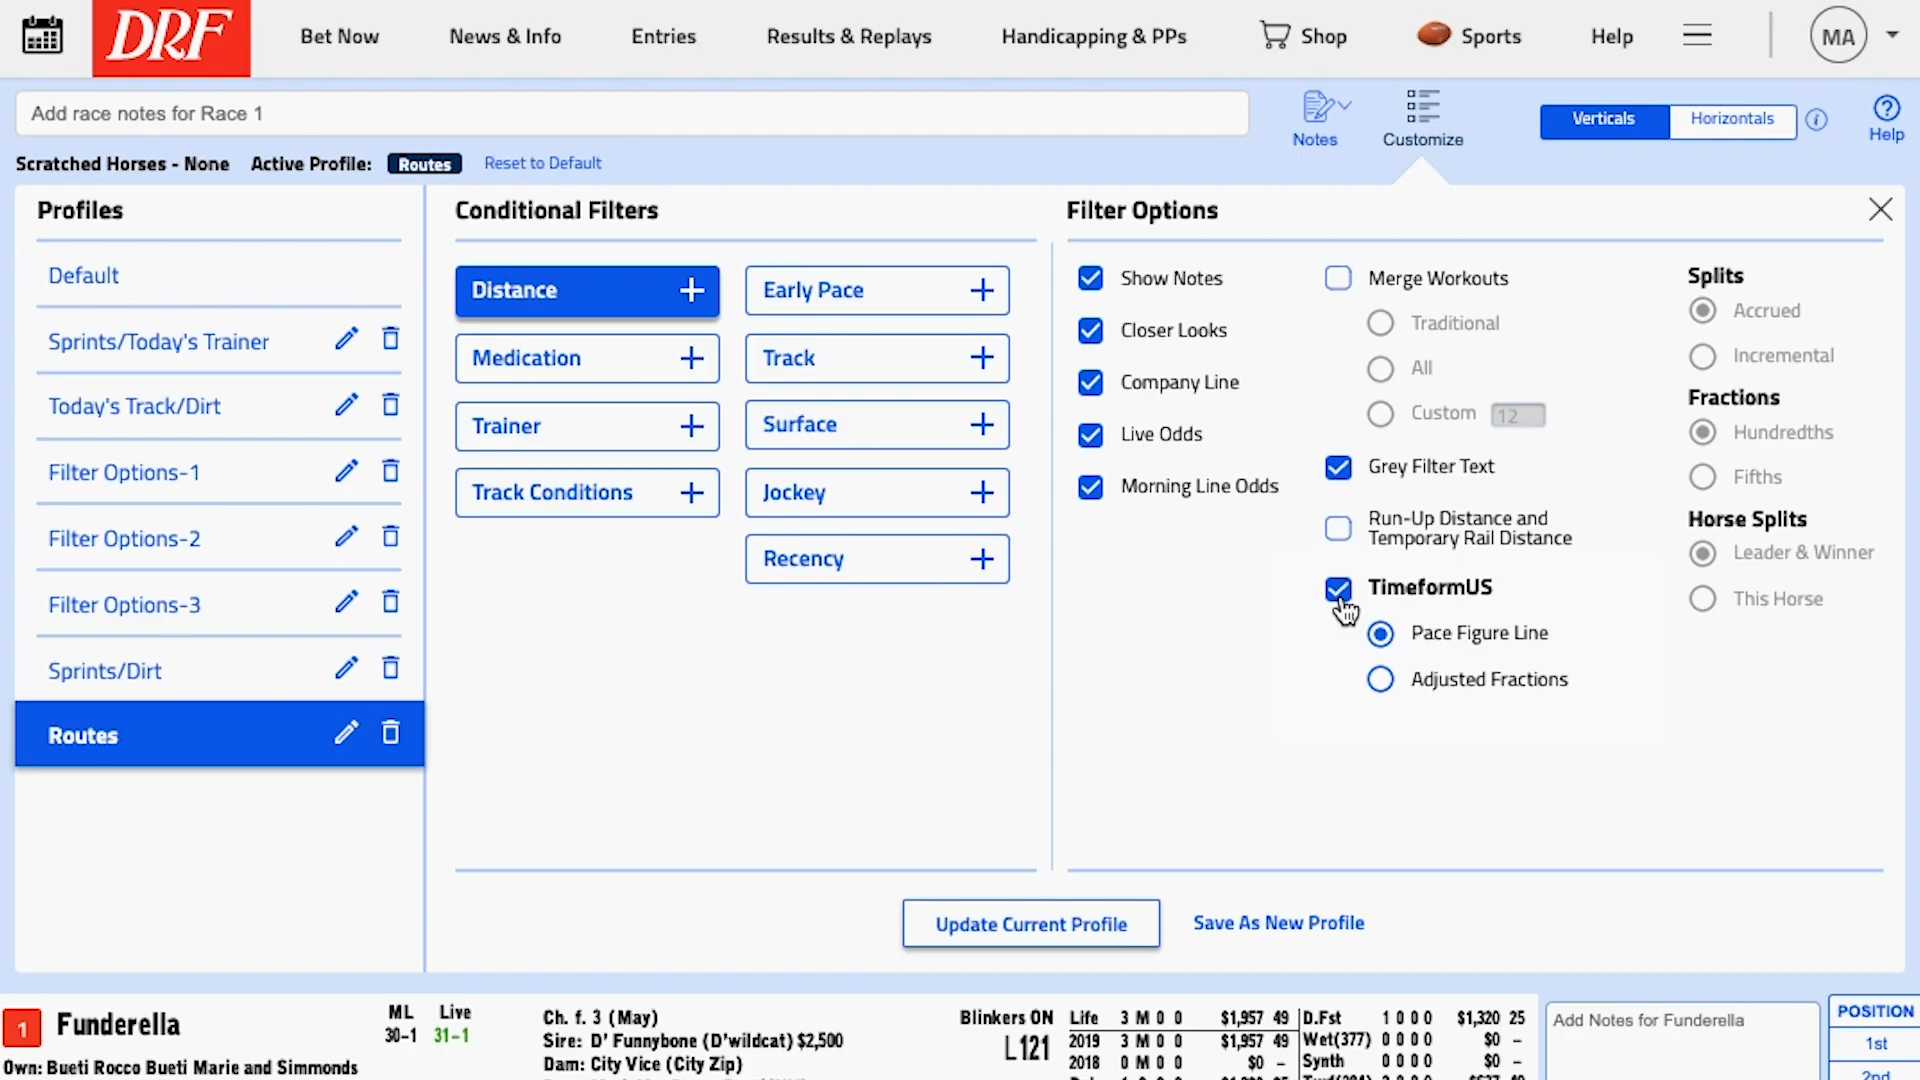 DRF
Bet Now
News & Info
Entries
Results & Replays
Handicapping & PPs
Shop
Sports
Help
MA
Add race notes for Race 1
Notes
Customize
Verticals
Horizontals
Help
Scratched Horses - None
Active Profile:
Routes
Reset to Default
Profiles
Default
Sprints/Today's Trainer
Today's Track/Dirt
Filter Options-1
Filter Options-2
Filter Options-3
Sprints/Dirt
Routes
Conditional Filters
Distance
Early Pace
Medication
Track
Trainer
Surface
Track Conditions
Jockey
Recency
Filter Options
Show Notes
Closer Looks
Company Line
Live Odds
Morning Line Odds
Merge Workouts
Traditional
All
Custom 12
Grey Filter Text
Run-Up Distance and
Temporary Rail Distance
TimeformUS
Pace Figure Line
Adjusted Fractions
Splits
Accrued
Incremental
Fractions
Hundredths
Fifths
Horse Splits
Leader & Winner
This Horse
Update Current Profile
Save As New Profile
1 Funderella
ML Live
30-1 31-1
Own: Bueti Rocco Bueti Marie and Simmonds
Ch. f. 3 (May)
Sire: D' Funnybone (D'wildcat) $2,500
Dam: City Vice (City Zip)
Blinkers ON
L121
Life 3 M 0 0 $1,957 49
2019 3 M 0 0 $1,957 49
2018 0 M 0 0 $0 -
D.Fst 1 0 0 0 $1,320 25
Wet(377) 0 0 0 0 $0 -
Synth 0 0 0 0 $0 -
Add Notes for Funderella
POSITION
1st
2nd